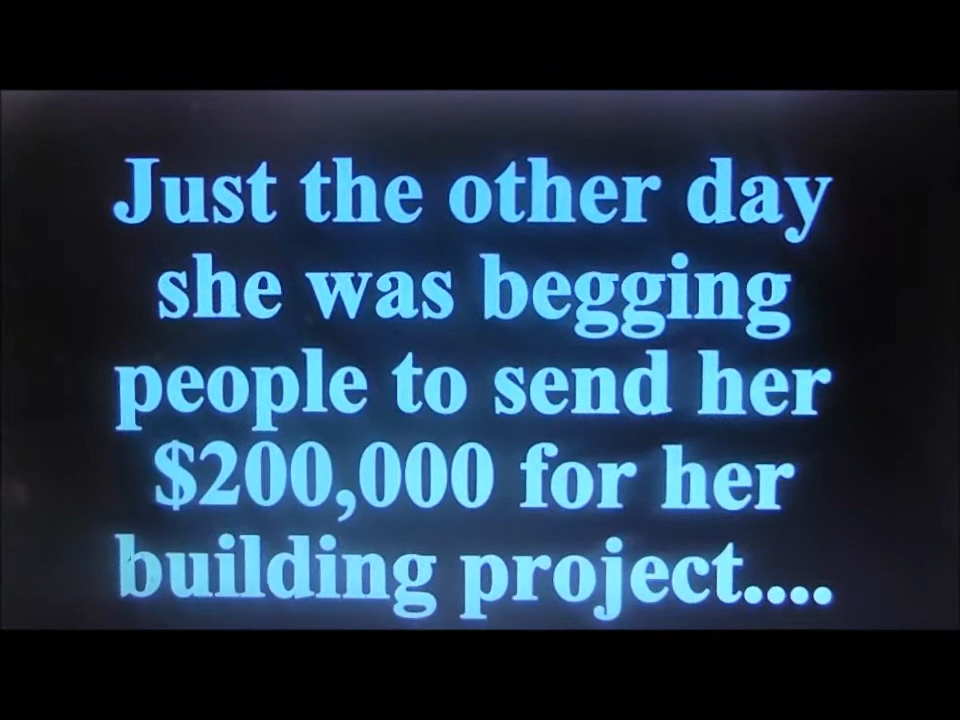 Just the other day
she was begging
people to send her
$200,000 for her
building project....